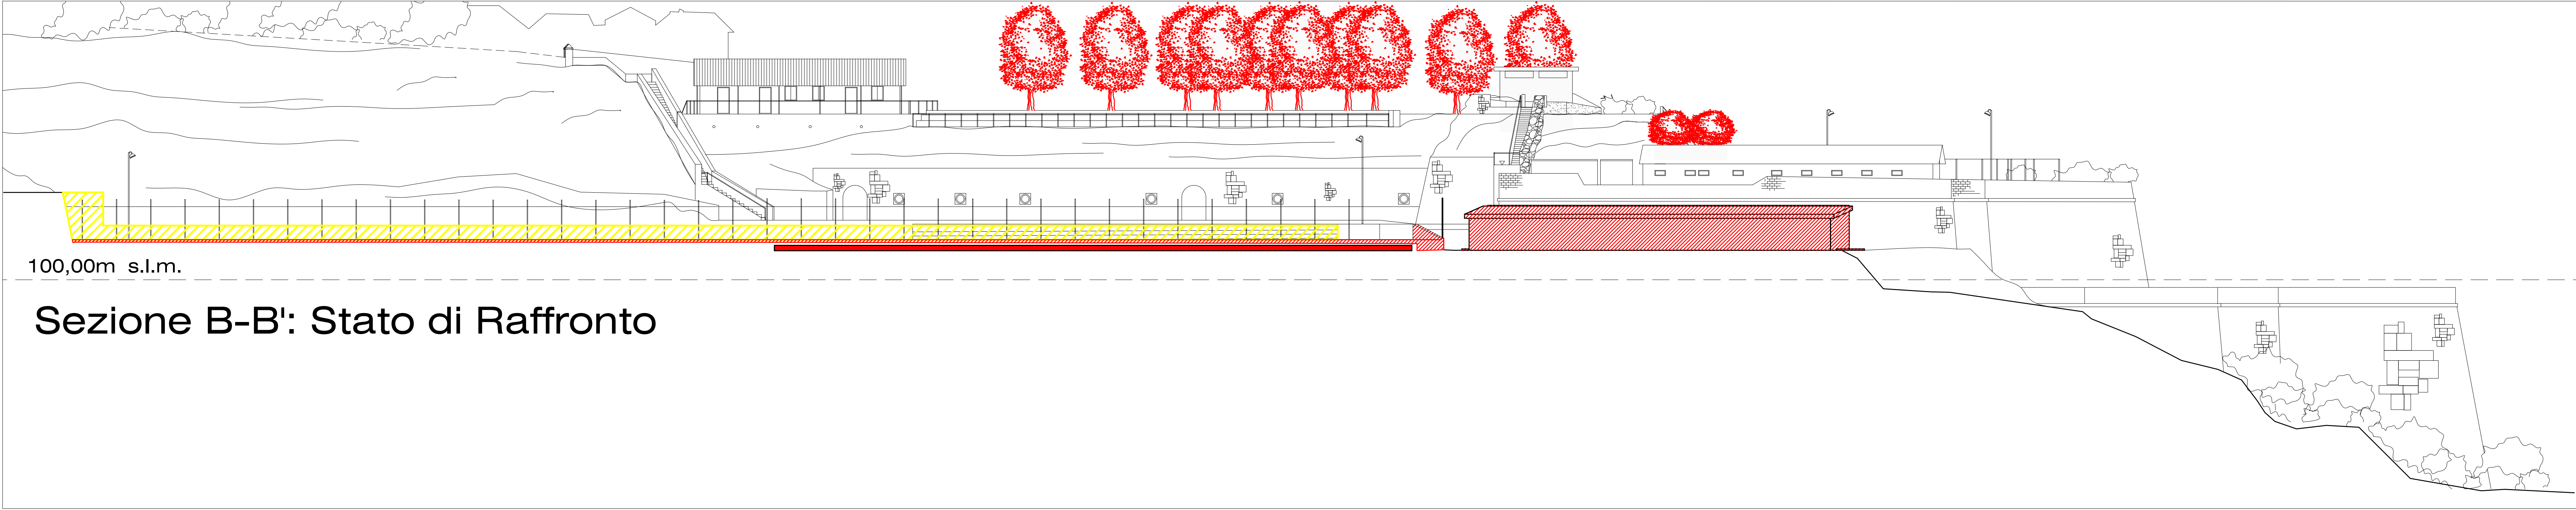 100,00m s.l.m.
Sezione B-B': Stato di Raffronto